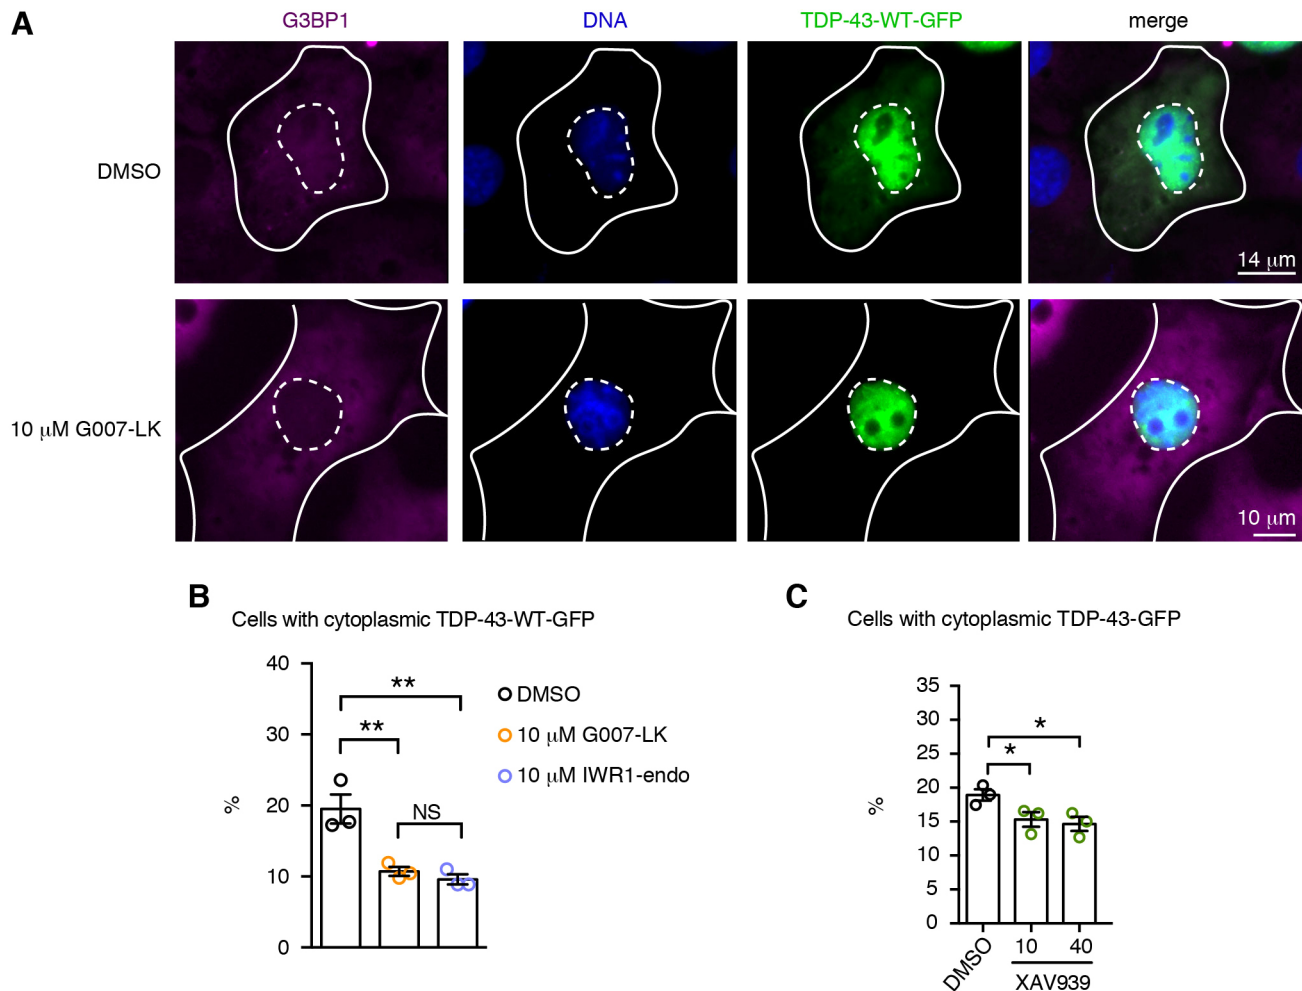 A
G3BP1
DNA
TDP-43-WT-GFP
merge
DMSO
14 μm
10 μM G007-LK
10 μm
B
Cells with cytoplasmic TDP-43-WT-GFP
40
30
20
10
0
%
**
**
NS
DMSO
10 μM G007-LK
10 μM IWR1-endo
C
Cells with cytoplasmic TDP-43-GFP
35
30
25
20
15
10
5
0
%
*
*
DMSO
10
40
XAV939